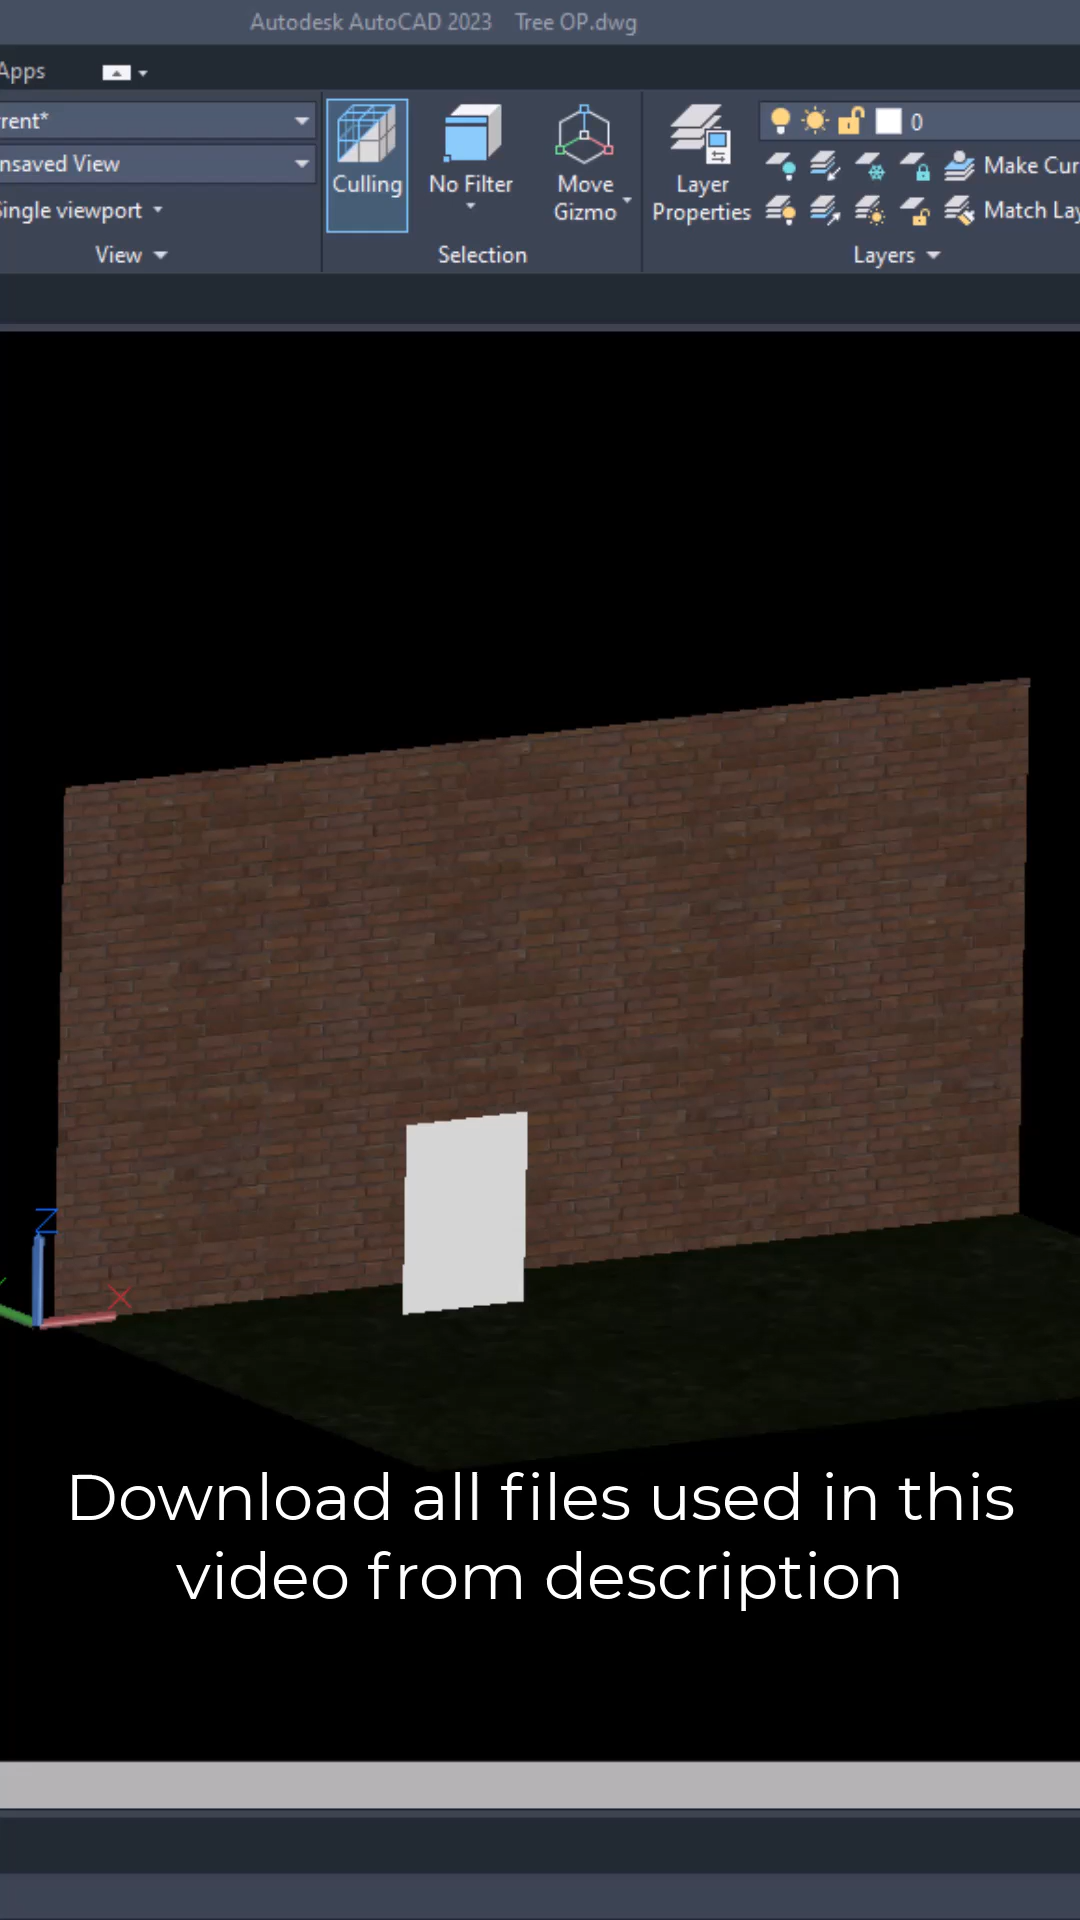 Autodesk AutoCAD 2023 Tree OP.dwg
Apps
rent*
nsaved View
Single viewport
View
Culling
No Filter
Move
Gizmo
Selection
Layer
Properties
0
Make Cur
Match Lay
Layers
Z
X
Download all files used in this
video from description